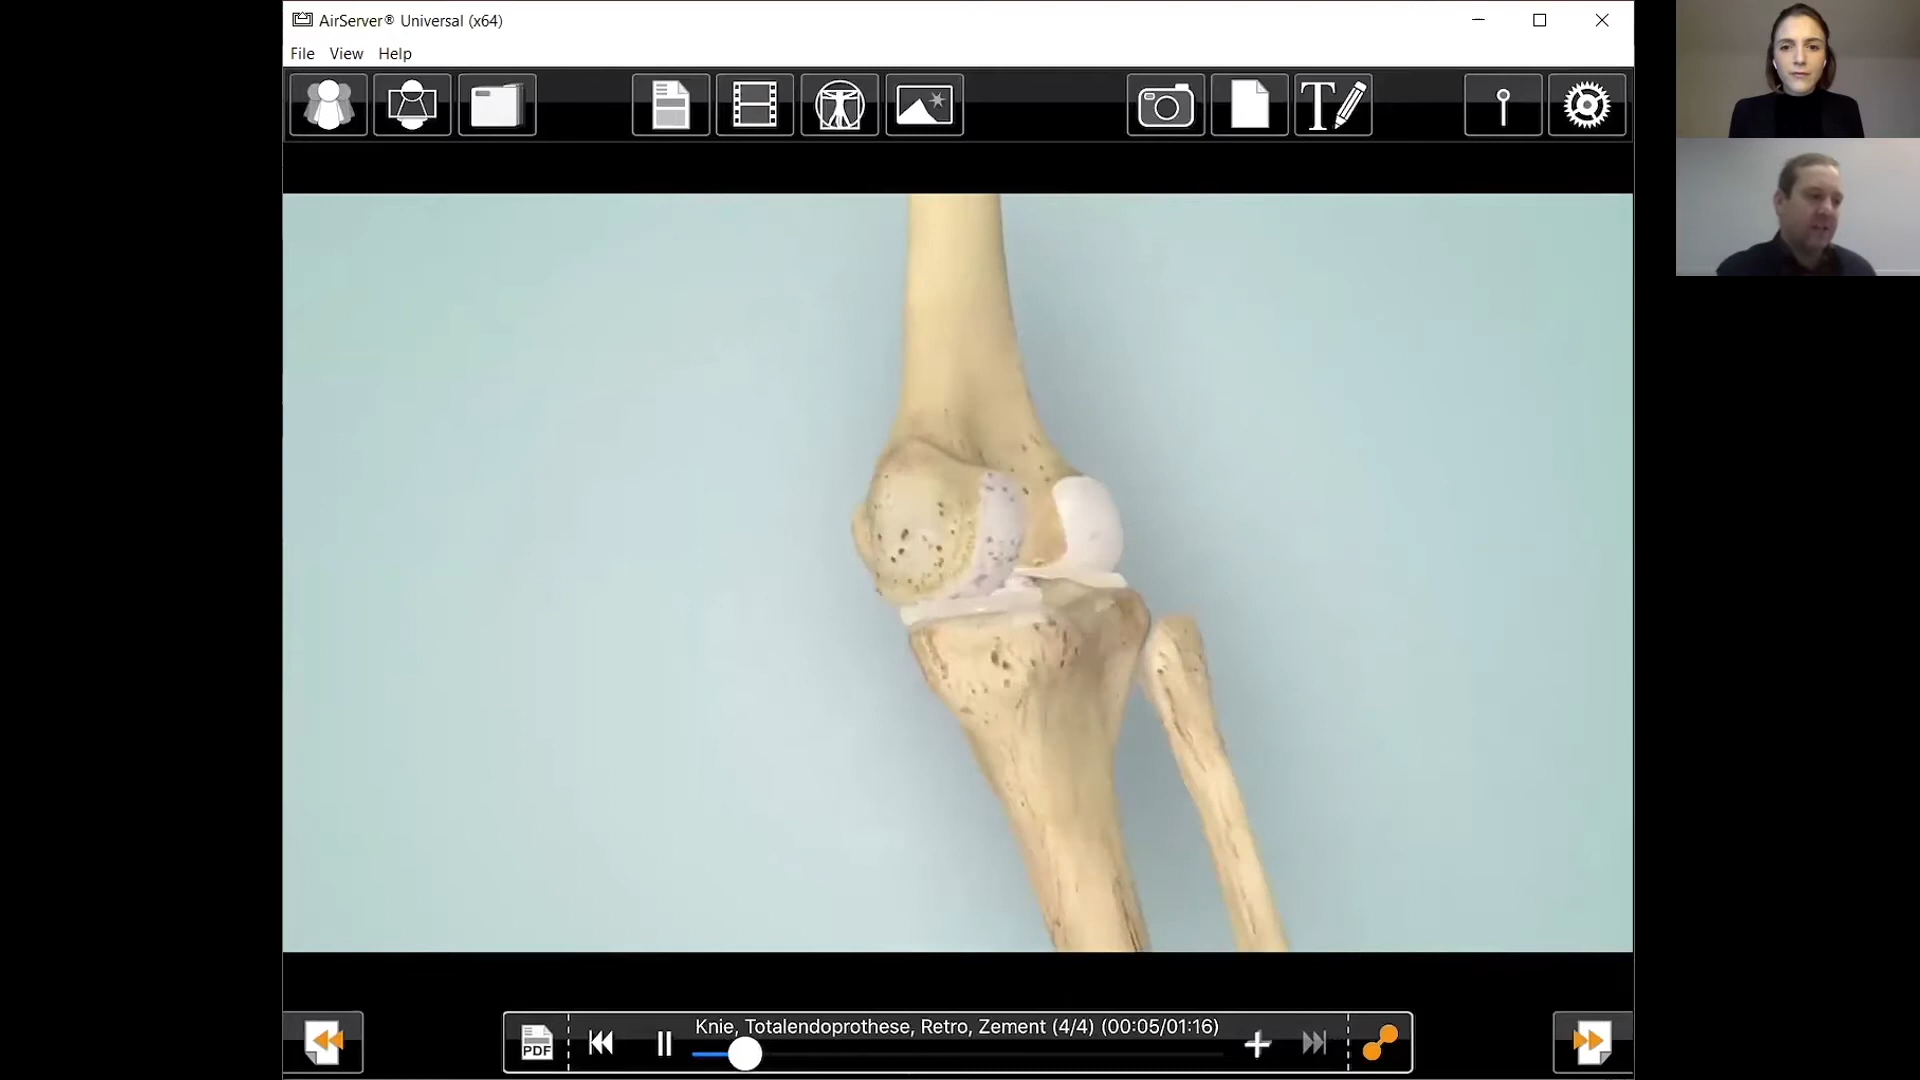 AirServer® Universal (x64)
File View Help
T
Knie, Totalendoprothese, Retro, Zement (4/4) (00:05/01:16)
PDF